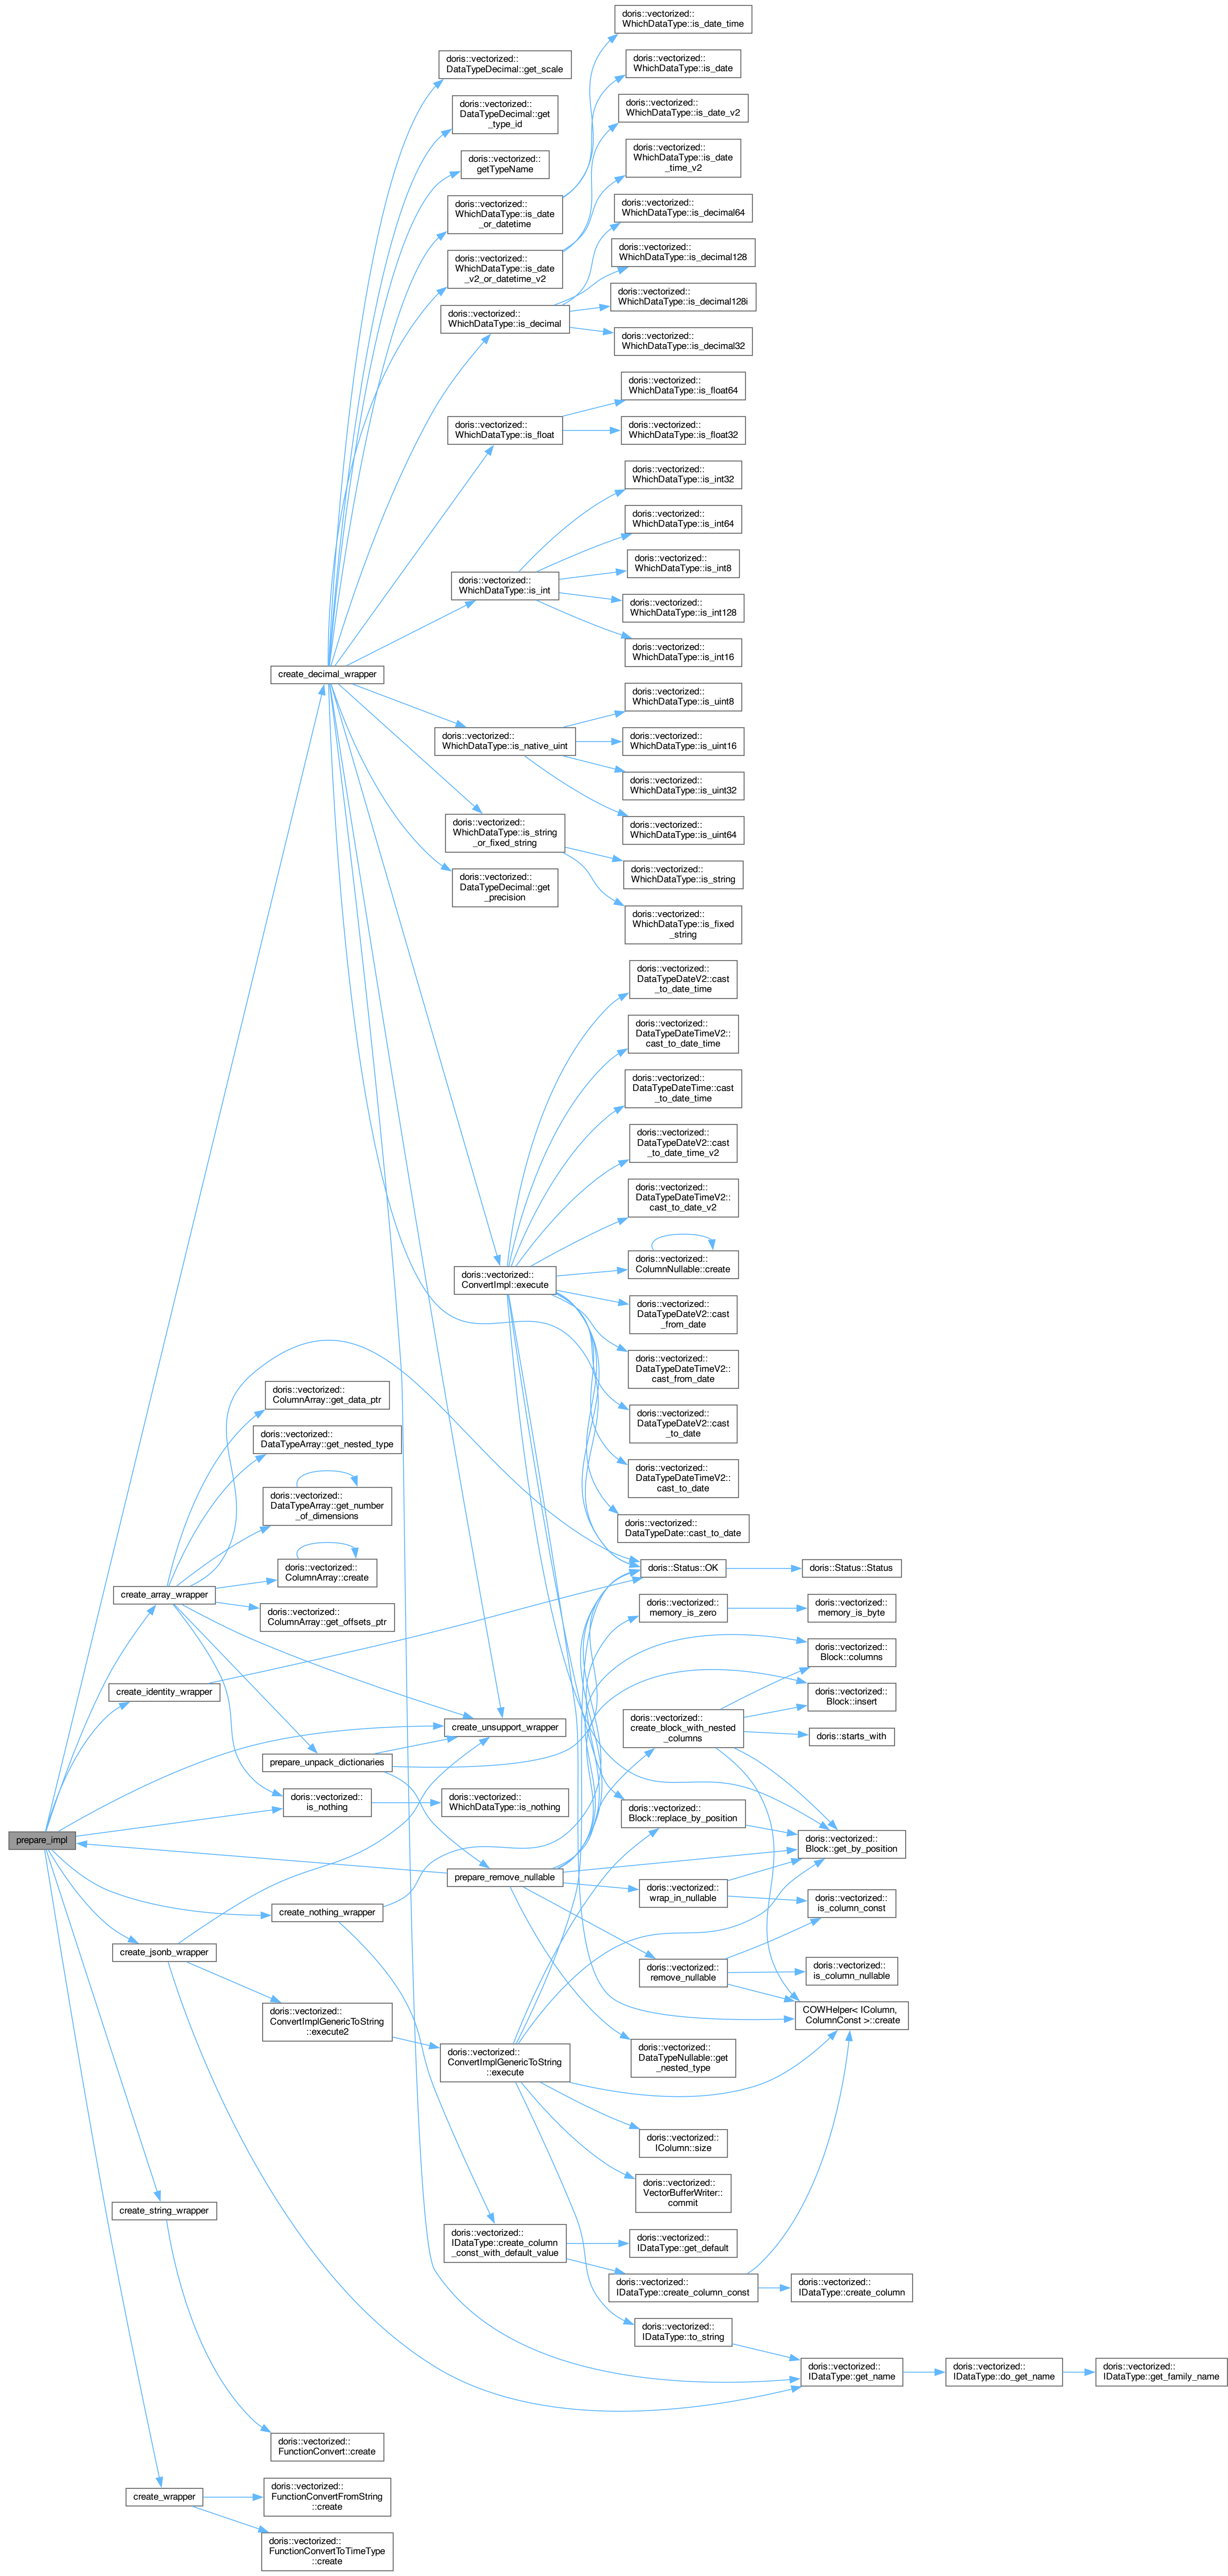 doris::vectorized::
WhichDataType::is_date_time
doris::vectorized::
DataTypeDecimal::get_scale
doris::vectorized::
WhichDataType::is_date
doris::vectorized::
DataTypeDecimal::get
_type_id
doris::vectorized::
WhichDataType::is_date_v2
doris::vectorized::
getTypeName
doris::vectorized::
WhichDataType::is_date
_time_v2
doris::vectorized::
WhichDataType::is_date
_or_datetime
doris::vectorized::
WhichDataType::is_decimal64
doris::vectorized::
WhichDataType::is_date
_v2_or_datetime_v2
doris::vectorized::
WhichDataType::is_decimal128
doris::vectorized::
WhichDataType::is_decimal128i
doris::vectorized::
WhichDataType::is_decimal
doris::vectorized::
WhichDataType::is_decimal32
doris::vectorized::
WhichDataType::is_float64
doris::vectorized::
WhichDataType::is_float
doris::vectorized::
WhichDataType::is_float32
doris::vectorized::
WhichDataType::is_int32
doris::vectorized::
WhichDataType::is_int64
doris::vectorized::
WhichDataType::is_int8
doris::vectorized::
WhichDataType::is_int
doris::vectorized::
WhichDataType::is_int128
doris::vectorized::
WhichDataType::is_int16
create_decimal_wrapper
doris::vectorized::
WhichDataType::is_uint8
doris::vectorized::
WhichDataType::is_native_uint
doris::vectorized::
WhichDataType::is_uint16
doris::vectorized::
WhichDataType::is_uint32
doris::vectorized::
WhichDataType::is_string
_or_fixed_string
doris::vectorized::
WhichDataType::is_uint64
doris::vectorized::
WhichDataType::is_string
doris::vectorized::
DataTypeDecimal::get
_precision
doris::vectorized::
WhichDataType::is_fixed
_string
doris::vectorized::
DataTypeDateV2::cast
_to_date_time
doris::vectorized::
DataTypeDateTimeV2::
cast_to_date_time
doris::vectorized::
DataTypeDateTime::cast
_to_date_time
doris::vectorized::
DataTypeDateV2::cast
_to_date_time_v2
doris::vectorized::
DataTypeDateTimeV2::
cast_to_date_v2
doris::vectorized::
ColumnNullable::create
doris::vectorized::
ConvertImpl::execute
doris::vectorized::
DataTypeDateV2::cast
_from_date
doris::vectorized::
DataTypeDateTimeV2::
cast_from_date
doris::vectorized::
ColumnArray::get_data_ptr
doris::vectorized::
DataTypeDateV2::cast
_to_date
doris::vectorized::
DataTypeArray::get_nested_type
doris::vectorized::
DataTypeDateTimeV2::
cast_to_date
doris::vectorized::
DataTypeArray::get_number
_of_dimensions
doris::vectorized::
DataTypeDate::cast_to_date
doris::vectorized::
ColumnArray::create
doris::Status::OK
doris::Status::Status
create_array_wrapper
doris::vectorized::
ColumnArray::get_offsets_ptr
doris::vectorized::
memory_is_zero
doris::vectorized::
memory_is_byte
doris::vectorized::
Block::columns
create_identity_wrapper
doris::vectorized::
Block::insert
create_unsupport_wrapper
doris::vectorized::
create_block_with_nested
_columns
doris::starts_with
prepare_unpack_dictionaries
doris::vectorized::
is_nothing
doris::vectorized::
WhichDataType::is_nothing
doris::vectorized::
Block::replace_by_position
prepare_impl
doris::vectorized::
Block::get_by_position
prepare_remove_nullable
doris::vectorized::
wrap_in_nullable
doris::vectorized::
is_column_const
create_nothing_wrapper
create_jsonb_wrapper
doris::vectorized::
remove_nullable
doris::vectorized::
is_column_nullable
doris::vectorized::
ConvertImplGenericToString
::execute2
COWHelper< IColumn,
ColumnConst >::create
doris::vectorized::
ConvertImplGenericToString
::execute
doris::vectorized::
DataTypeNullable::get
_nested_type
doris::vectorized::
IColumn::size
doris::vectorized::
VectorBufferWriter::
commit
create_string_wrapper
doris::vectorized::
IDataType::create_column
_const_with_default_value
doris::vectorized::
IDataType::get_default
doris::vectorized::
IDataType::create_column_const
doris::vectorized::
IDataType::create_column
doris::vectorized::
IDataType::to_string
doris::vectorized::
IDataType::get_name
doris::vectorized::
IDataType::do_get_name
doris::vectorized::
IDataType::get_family_name
doris::vectorized::
FunctionConvert::create
create_wrapper
doris::vectorized::
FunctionConvertFromString
::create
doris::vectorized::
FunctionConvertToTimeType
::create